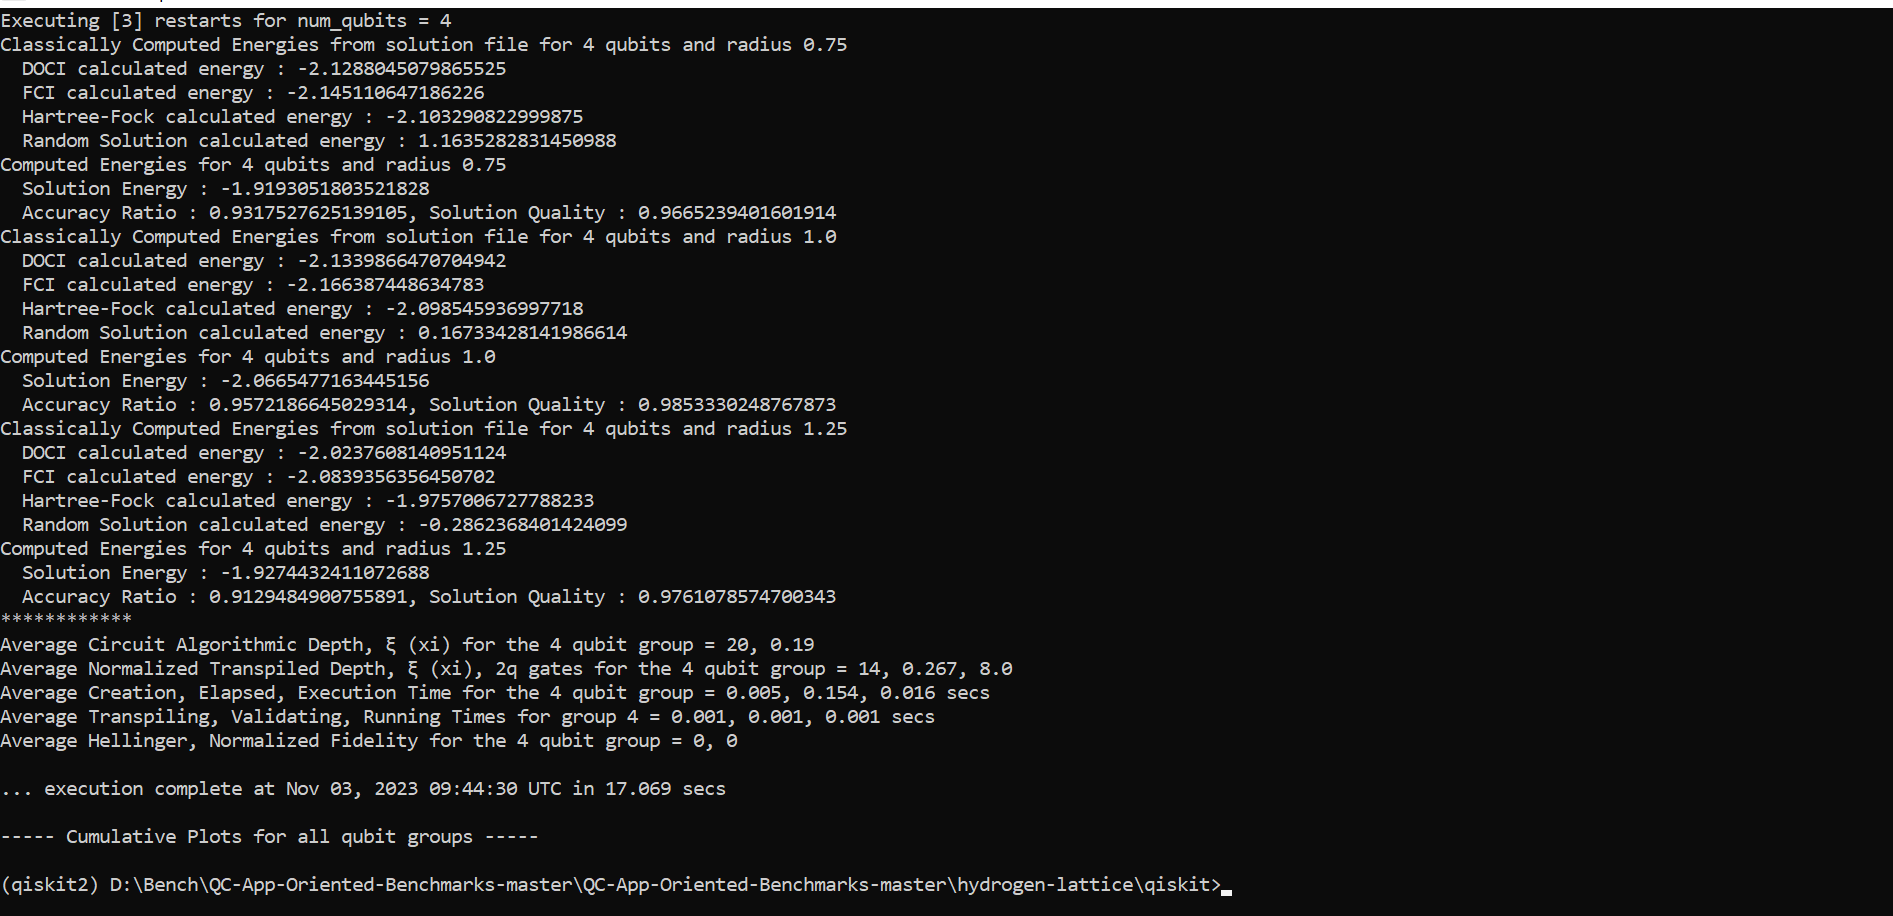 Executing [3] restarts for num_qubits = 4
Classically Computed Energies from solution file for 4 qubits and radius 0.75
  DOCI calculated energy : -2.1288045079865525
  FCI calculated energy : -2.145110647186226
  Hartree-Fock calculated energy : -2.103290822999875
  Random Solution calculated energy : 1.1635282831450988
Computed Energies for 4 qubits and radius 0.75
  Solution Energy : -1.9193051803521828
  Accuracy Ratio : 0.9317527625139105, Solution Quality : 0.9665239401601914
Classically Computed Energies from solution file for 4 qubits and radius 1.0
  DOCI calculated energy : -2.1339866470704942
  FCI calculated energy : -2.166387448634783
  Hartree-Fock calculated energy : -2.098545936997718
  Random Solution calculated energy : 0.16733428141986614
Computed Energies for 4 qubits and radius 1.0
  Solution Energy : -2.0665477163445156
  Accuracy Ratio : 0.9572186645029314, Solution Quality : 0.9853330248767873
Classically Computed Energies from solution file for 4 qubits and radius 1.25
  DOCI calculated energy : -2.0237608140951124
  FCI calculated energy : -2.0839356356450702
  Hartree-Fock calculated energy : -1.9757006727788233
  Random Solution calculated energy : -0.2862368401424099
Computed Energies for 4 qubits and radius 1.25
  Solution Energy : -1.9274432411072688
  Accuracy Ratio : 0.9129484900755891, Solution Quality : 0.9761078574700343
************
Average Circuit Algorithmic Depth, ξ (xi) for the 4 qubit group = 20, 0.19
Average Normalized Transpiled Depth, ξ (xi), 2q gates for the 4 qubit group = 14, 0.267, 8.0
Average Creation, Elapsed, Execution Time for the 4 qubit group = 0.005, 0.154, 0.016 secs
Average Transpiling, Validating, Running Times for group 4 = 0.001, 0.001, 0.001 secs
Average Hellinger, Normalized Fidelity for the 4 qubit group = 0, 0

... execution complete at Nov 03, 2023 09:44:30 UTC in 17.069 secs

----- Cumulative Plots for all qubit groups -----

(qiskit2) D:\Bench\QC-App-Oriented-Benchmarks-master\QC-App-Oriented-Benchmarks-master\hydrogen-lattice\qiskit>